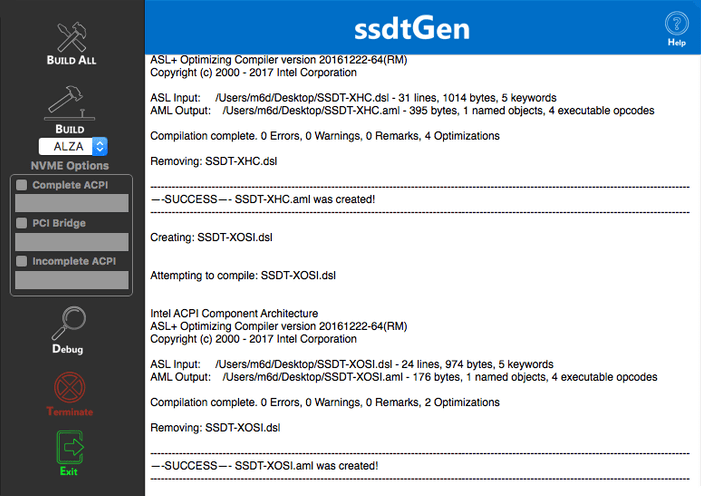 ssdtGen
Help
BUILD ALL
BUILD
ALZA
NVME Options
Complete ACPI
PCI Bridge
Incomplete ACPI
Debug
Terminate
Exit
ASL+ Optimizing Compiler version 20161222-64(RM)
Copyright (c) 2000 - 2017 Intel Corporation
ASL Input: /Users/m6d/Desktop/SSDT-XHC.dsl - 31 lines, 1014 bytes, 5 keywords
AML Output: /Users/m6d/Desktop/SSDT-XHC.aml - 395 bytes, 1 named objects, 4 executable opcodes
Compilation complete. 0 Errors, 0 Warnings, 0 Remarks, 4 Optimizations
Removing: SSDT-XHC.dsl
—-SUCCESS—- SSDT-XHC.aml was created!
Creating: SSDT-XOSI.dsl
Attempting to compile: SSDT-XOSI.dsl
Intel ACPI Component Architecture
ASL+ Optimizing Compiler version 20161222-64(RM)
Copyright (c) 2000 - 2017 Intel Corporation
ASL Input: /Users/m6d/Desktop/SSDT-XOSI.dsl - 24 lines, 974 bytes, 5 keywords
AML Output: /Users/m6d/Desktop/SSDT-XOSI.aml - 176 bytes, 1 named objects, 4 executable opcodes
Compilation complete. 0 Errors, 0 Warnings, 0 Remarks, 2 Optimizations
Removing: SSDT-XOSI.dsl
—-SUCCESS—- SSDT-XOSI.aml was created!